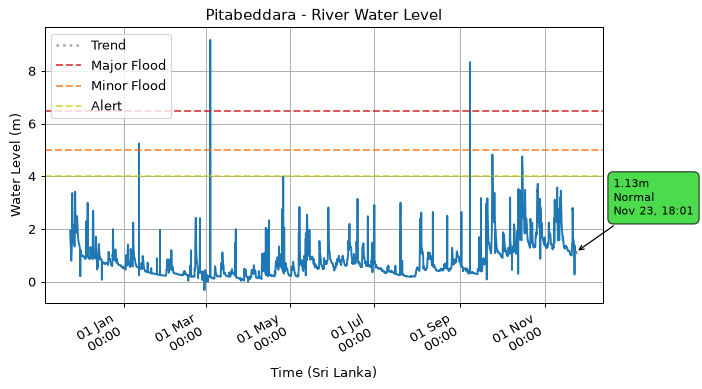 Pitabeddara - River Water Level
Trend
Major Flood
Minor Flood
Alert
Water Level (m)
8
6
4
2
0
1.13m
Normal
Nov 23, 18:01
01 Jan
00:00
01 Mar
00:00
01 May
00:00
01 Jul
00:00
01 Sep
00:00
01 Nov
00:00
Time (Sri Lanka)